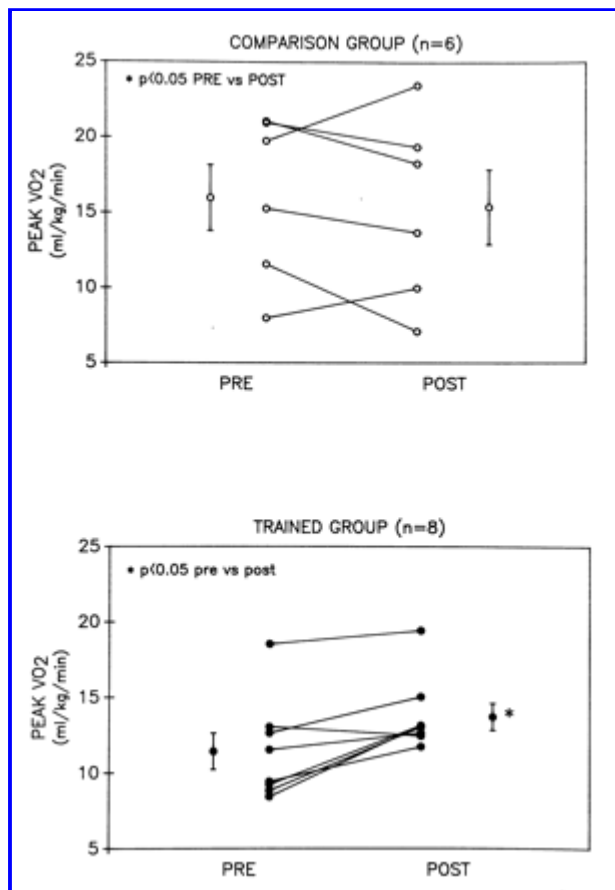 COMPARISON GROUP (n=6)
25
• p<0.05 PRE vs POST
20
15
10
5
PEAK VO2
(ml/kg/min)
PRE
POST
TRAINED GROUP (n=8)
25
• p<0.05 pre vs post
20
15
*
10
5
PEAK VO2
(ml/kg/min)
PRE
POST